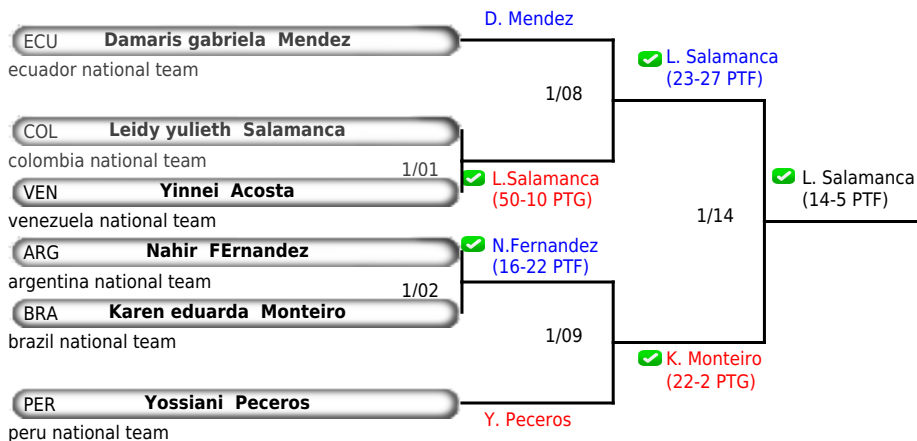 D. Mendez
ECU Damaris gabriela Mendez
ecuador national team
L. Salamanca
(23-27 PTF)
1/08
COL Leidy yulieth Salamanca
colombia national team
1/01
L.Salamanca
(50-10 PTG)
VEN Yinnei Acosta
venezuela national team
L. Salamanca
(14-5 PTF)
1/14
ARG Nahir FErnandez
argentina national team
N.Fernandez
(16-22 PTF)
1/02
BRA Karen eduarda Monteiro
brazil national team
1/09
K. Monteiro
(22-2 PTG)
PER Yossiani Peceros
peru national team
Y. Peceros